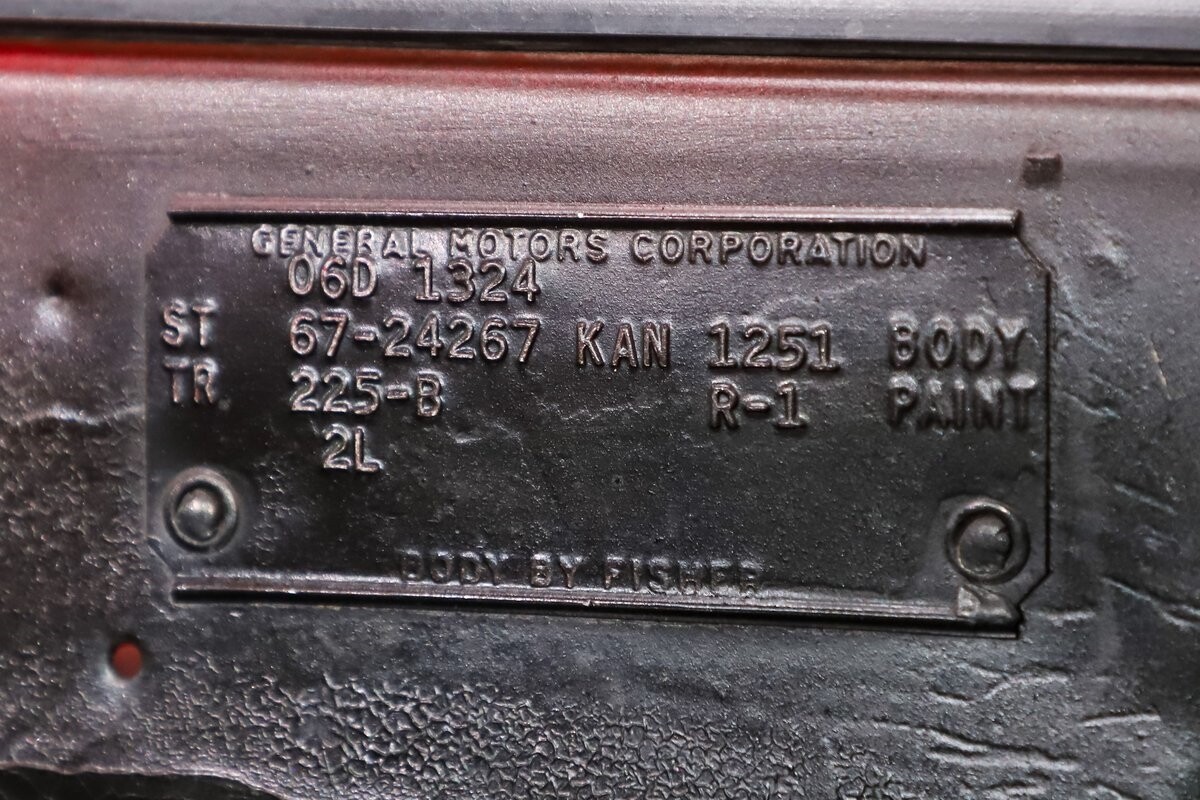 GENERAL MOTORS CORPORATION
06D 1324
ST 67-24267 KAN 1251 BODY
TR 225-B R-1 PAINT
2L
BODY BY FISHER